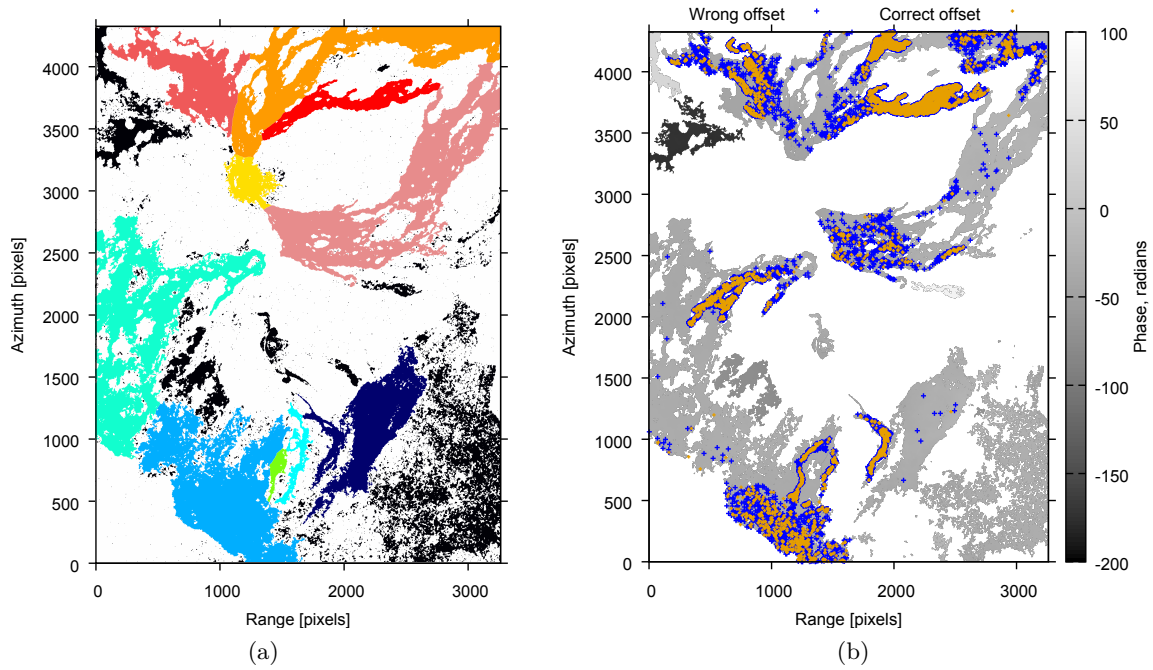 Wrong offset Correct offset
4000
3500
3000
2500
2000
1500
1000
500
0
0 1000 2000 3000
Azimuth [pixels]
Range [pixels]
(a)
4000
3500
3000
2500
2000
1500
1000
500
0
0 1000 2000 3000
Azimuth [pixels]
Range [pixels]
100
50
0
-50
-100
-150
-200
Phase, radians
(b)